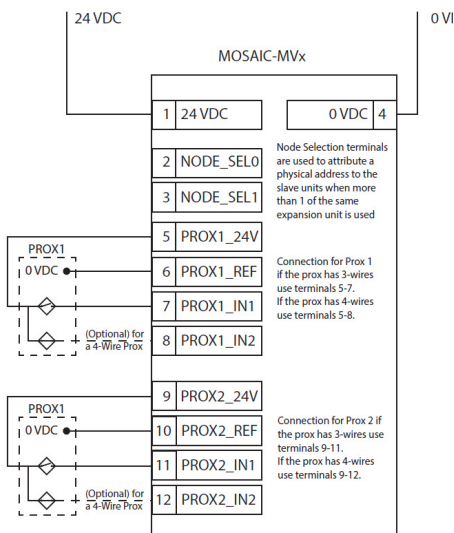 24 VDC
0 V
MOSAIC-MVx
1 24 VDC
0 VDC 4
2 NODE_SEL0
3 NODE_SEL1
Node Selection terminals
are used to attribute a
physical address to the
slave units when more
than 1 of the same
expansion unit is used
5 PROX1_24V
PROX1
0 VDC
6 PROX1_REF
7 PROX1_IN1
(Optional) for
a 4-Wire Prox
8 PROX1_IN2
Connection for Prox 1
if the prox has 3-wires
use terminals 5-7.
If the prox has 4-wires
use terminals 5-8.
9 PROX2_24V
PROX1
0 VDC
10 PROX2_REF
11 PROX2_IN1
(Optional) for
a 4-Wire Prox
12 PROX2_IN2
Connection for Prox 2 if
the prox has 3-wires use
terminals 9-11.
If the prox has 4-wires
use terminals 9-12.